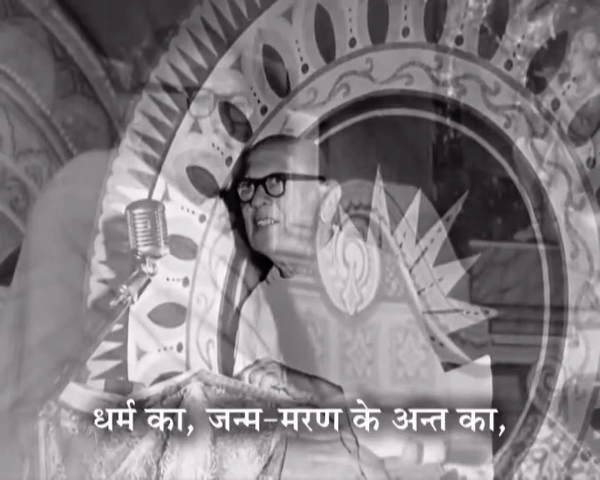 धर्म का, जन्म-मरण के अन्त का,